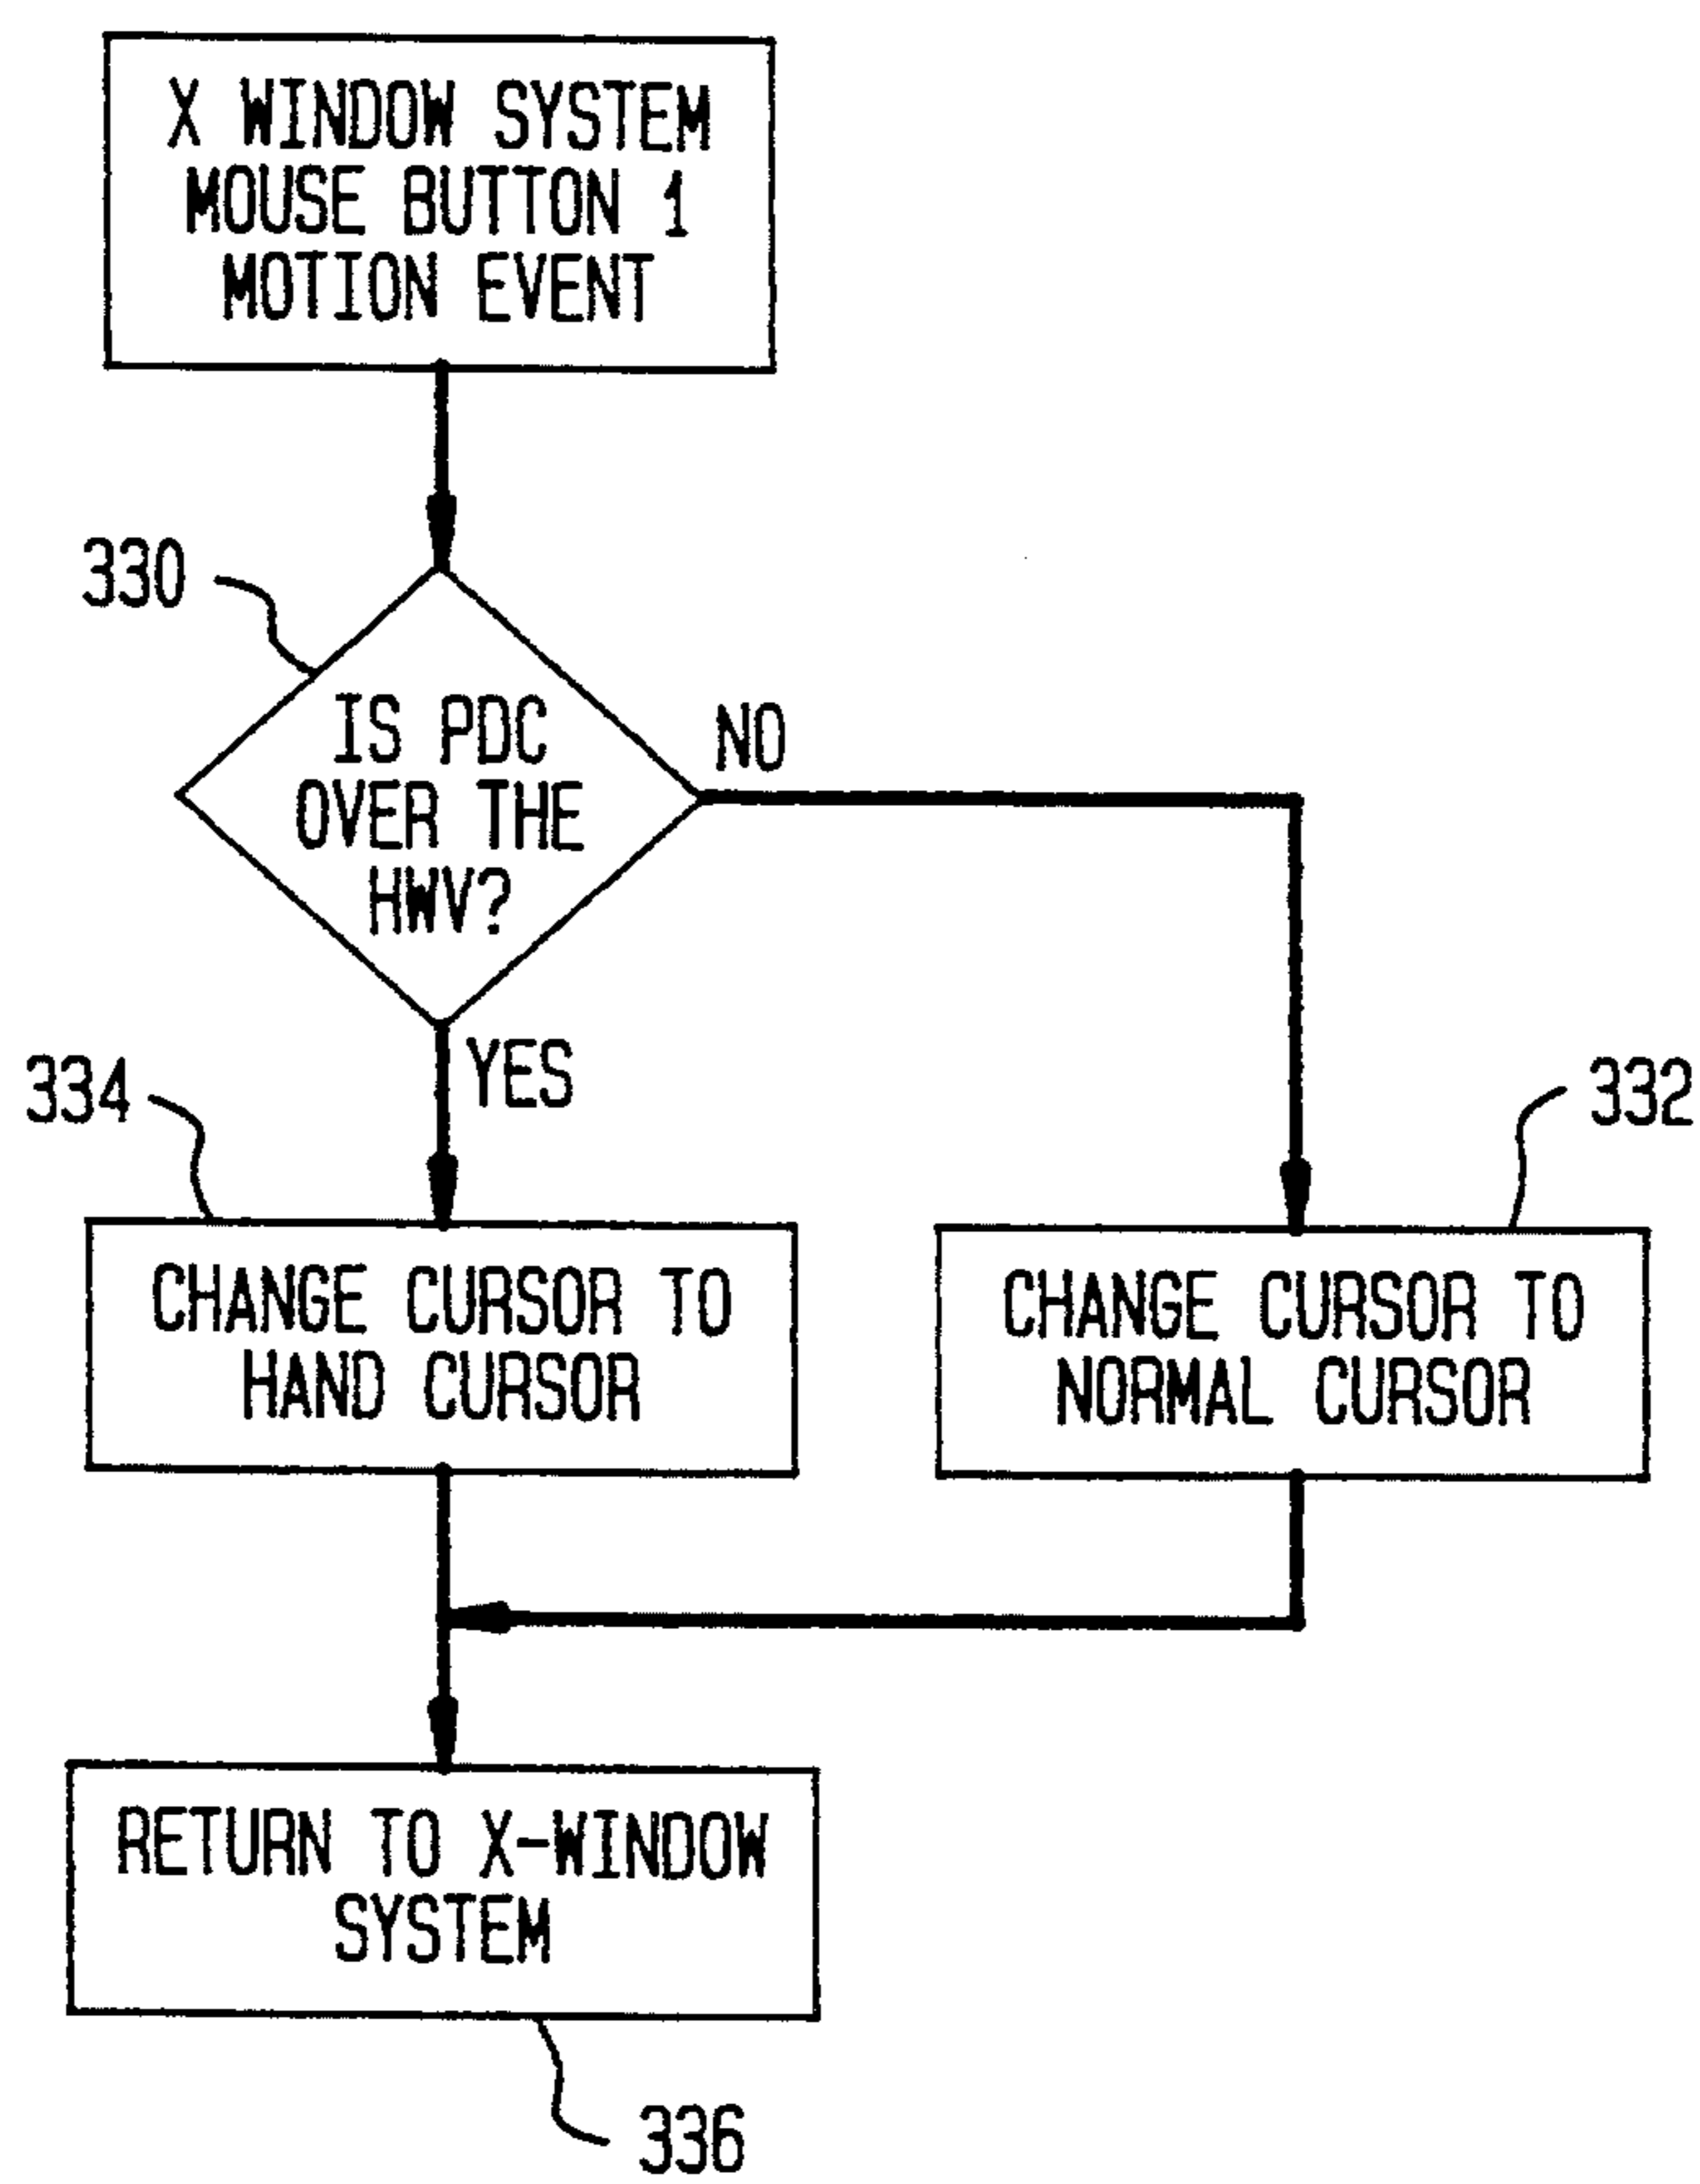 X WINDOW SYSTEM
MOUSE BUTTON 1
MOTION EVENT
330
IS PDC
OVER THE
HWV?
NO
YES
334
332
CHANGE CURSOR TO
HAND CURSOR
CHANGE CURSOR TO
NORMAL CURSOR
RETURN TO X-WINDOW
SYSTEM
336